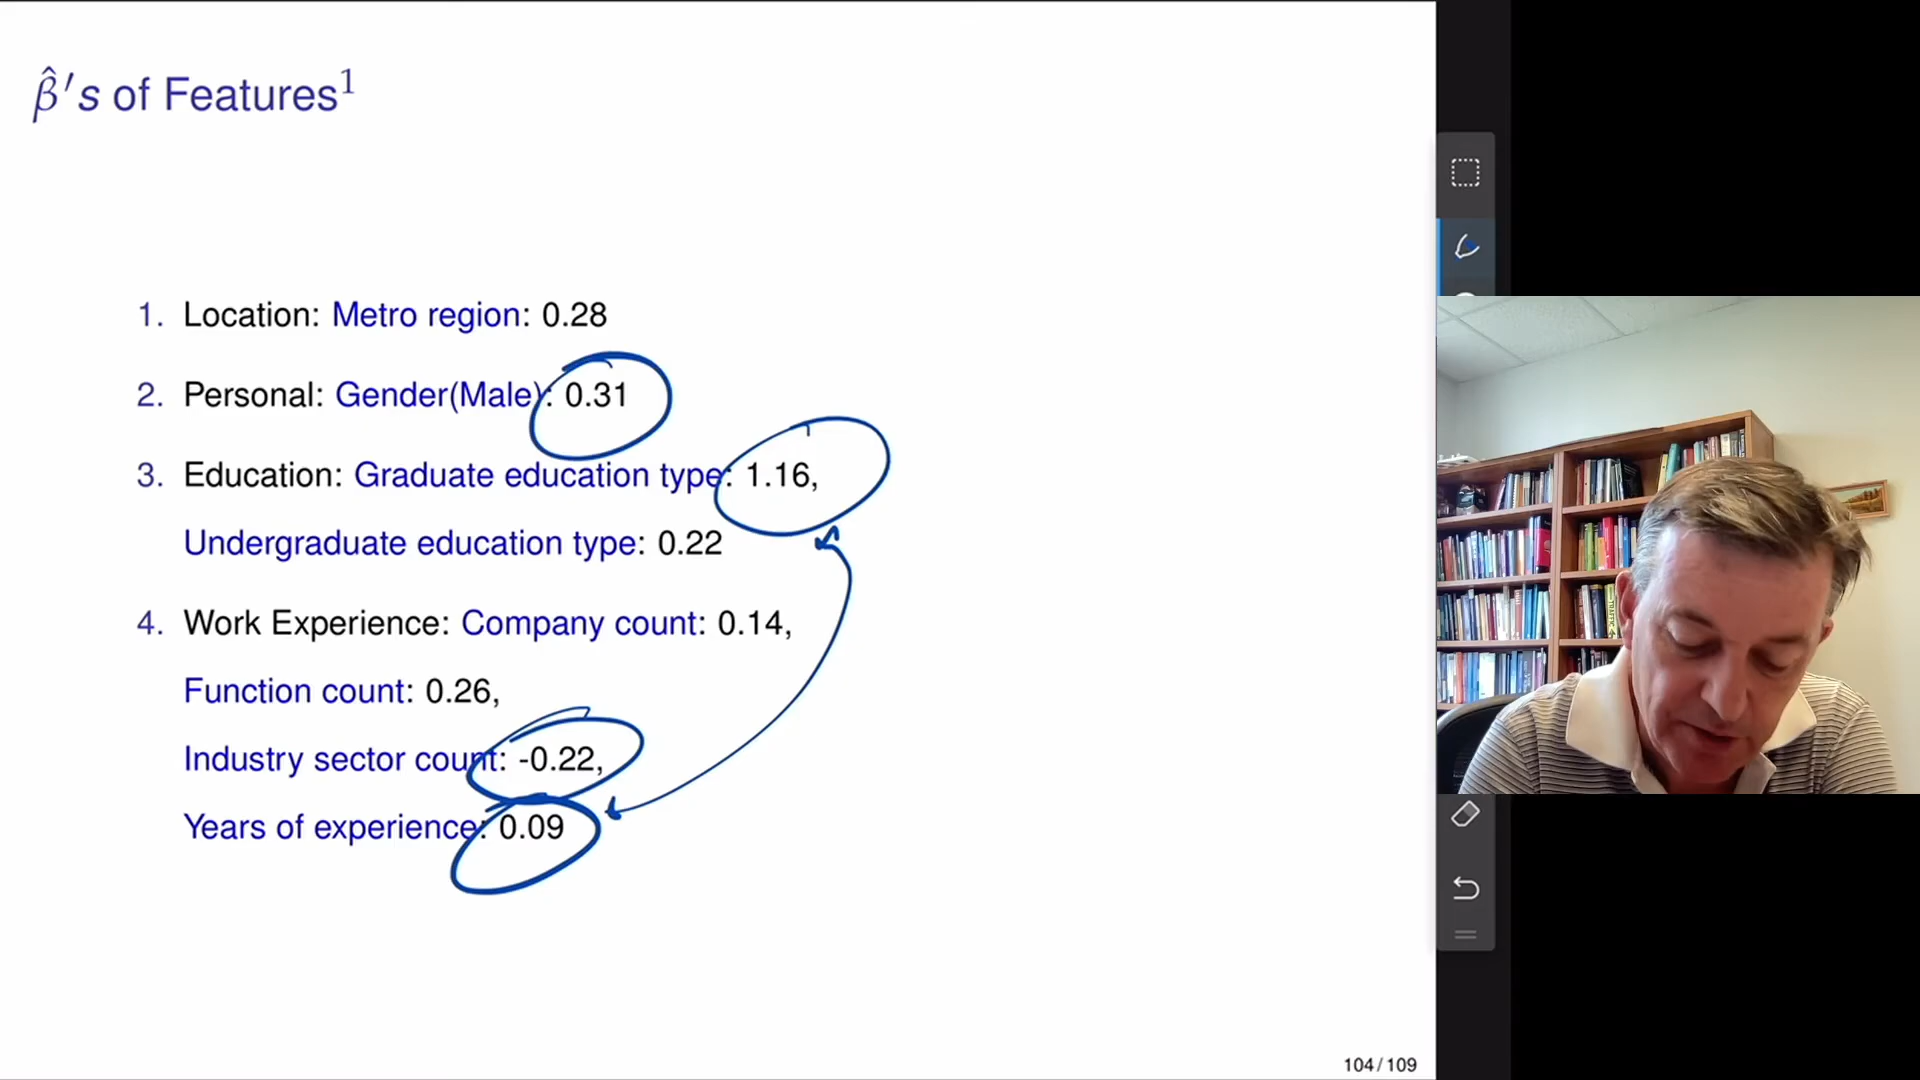 β̂′s of Features¹
1. Location: Metro region: 0.28
2. Personal: Gender(Male): 0.31
3. Education: Graduate education type: 1.16,
Undergraduate education type: 0.22
4. Work Experience: Company count: 0.14,
Function count: 0.26,
Industry sector count: -0.22,
Years of experience: 0.09
104/109